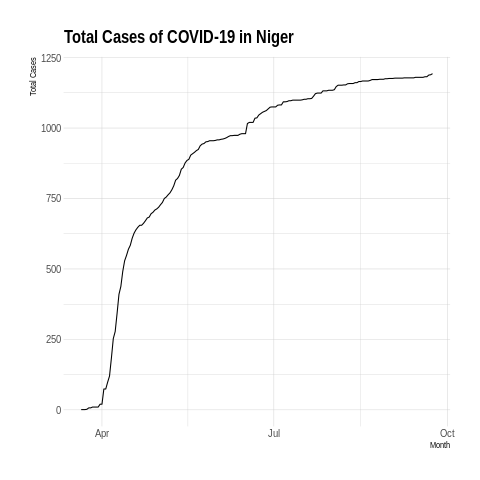 Total Cases of COVID-19 in Niger
Total Cases
1250
1000
750
500
250
0
Apr
Jul
Oct
Month